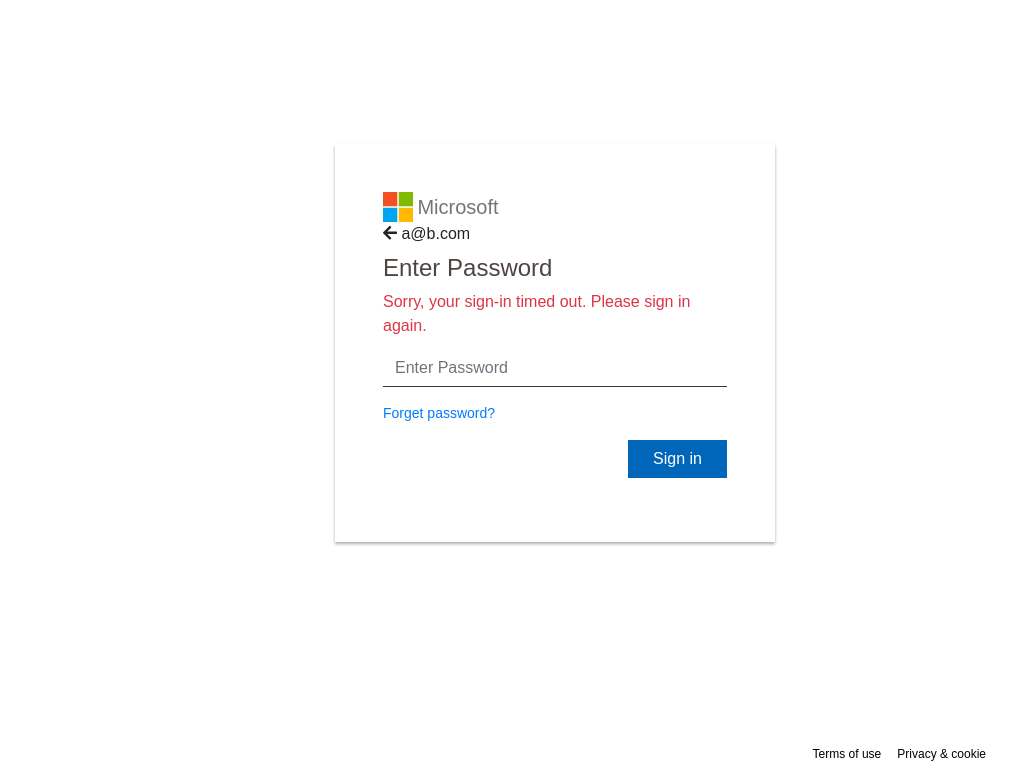 Microsoft
a@b.com
Enter Password
Sorry, your sign-in timed out. Please sign in
again.
Enter Password
Forget password?
Sign in
Terms of use Privacy & cookie